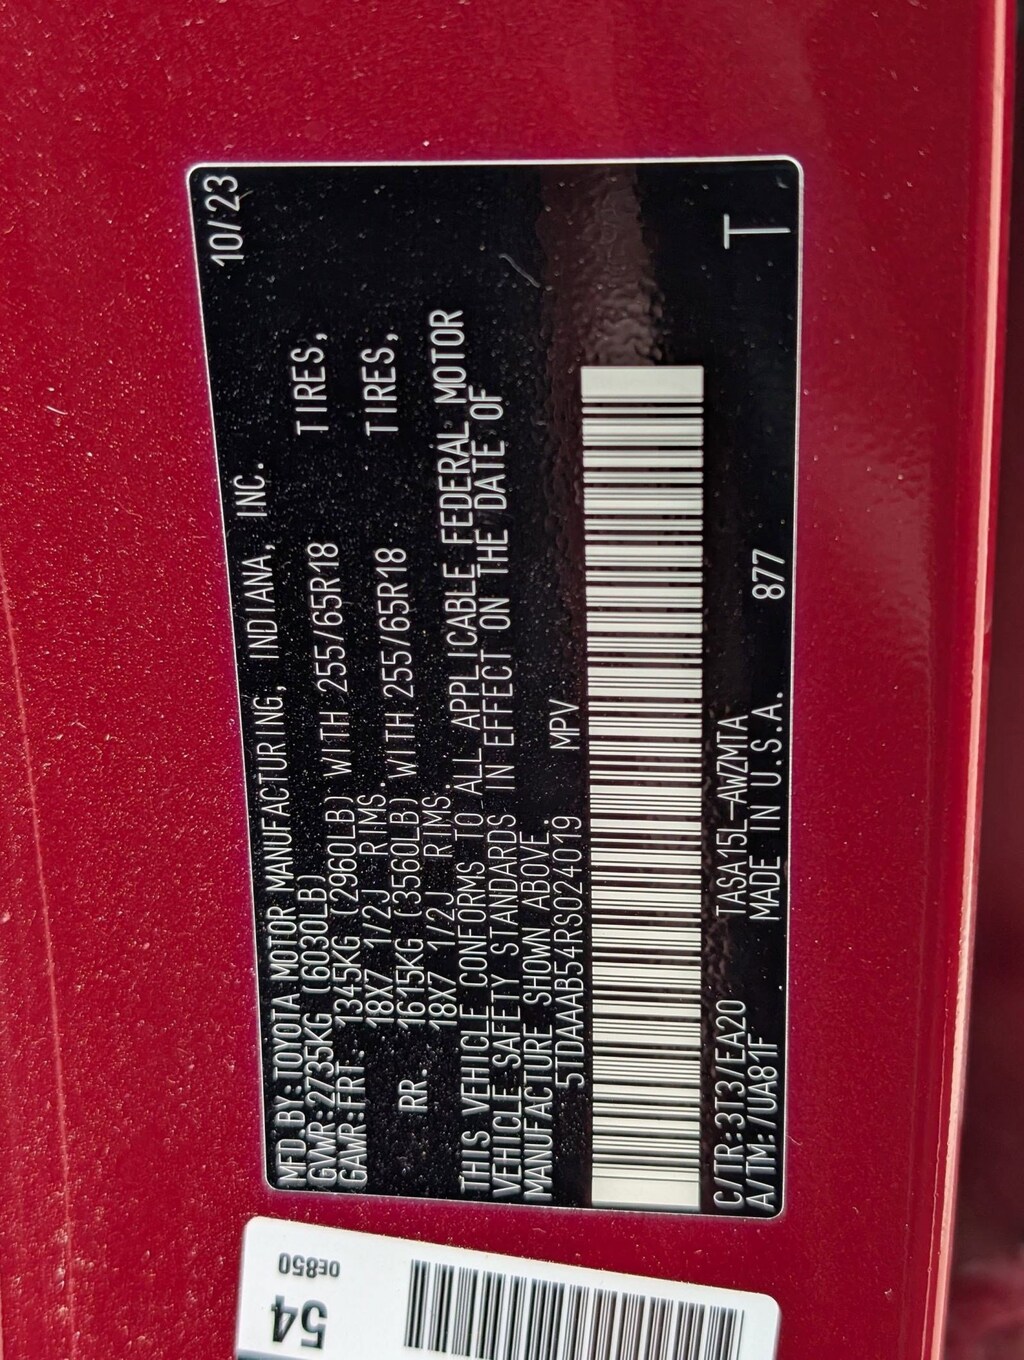 MFD BY:TOYOTA MOTOR MANUFACTURING, INDIANA, INC. 10/23
GVWR:2735KG (6030LB)
GAWR:FRT. 1345KG (2960LB) WITH 255/65R18 TIRES,
18X7 1/2J RIMS.
RR. 1615KG (3560LB) WITH 255/65R18 TIRES,
18X7 1/2J RIMS.
THIS VEHICLE CONFORMS TO ALL APPLICABLE FEDERAL MOTOR
VEHICLE SAFETY STANDARDS IN EFFECT ON THE DATE OF
MANUFACTURE SHOWN ABOVE.
5TDAAAB54RS024019 MPV
C/TR:3T3/EA20 TASA15L-AWZMTA T
A/TM:/UA81F MADE IN U.S.A. 877
54
0E850